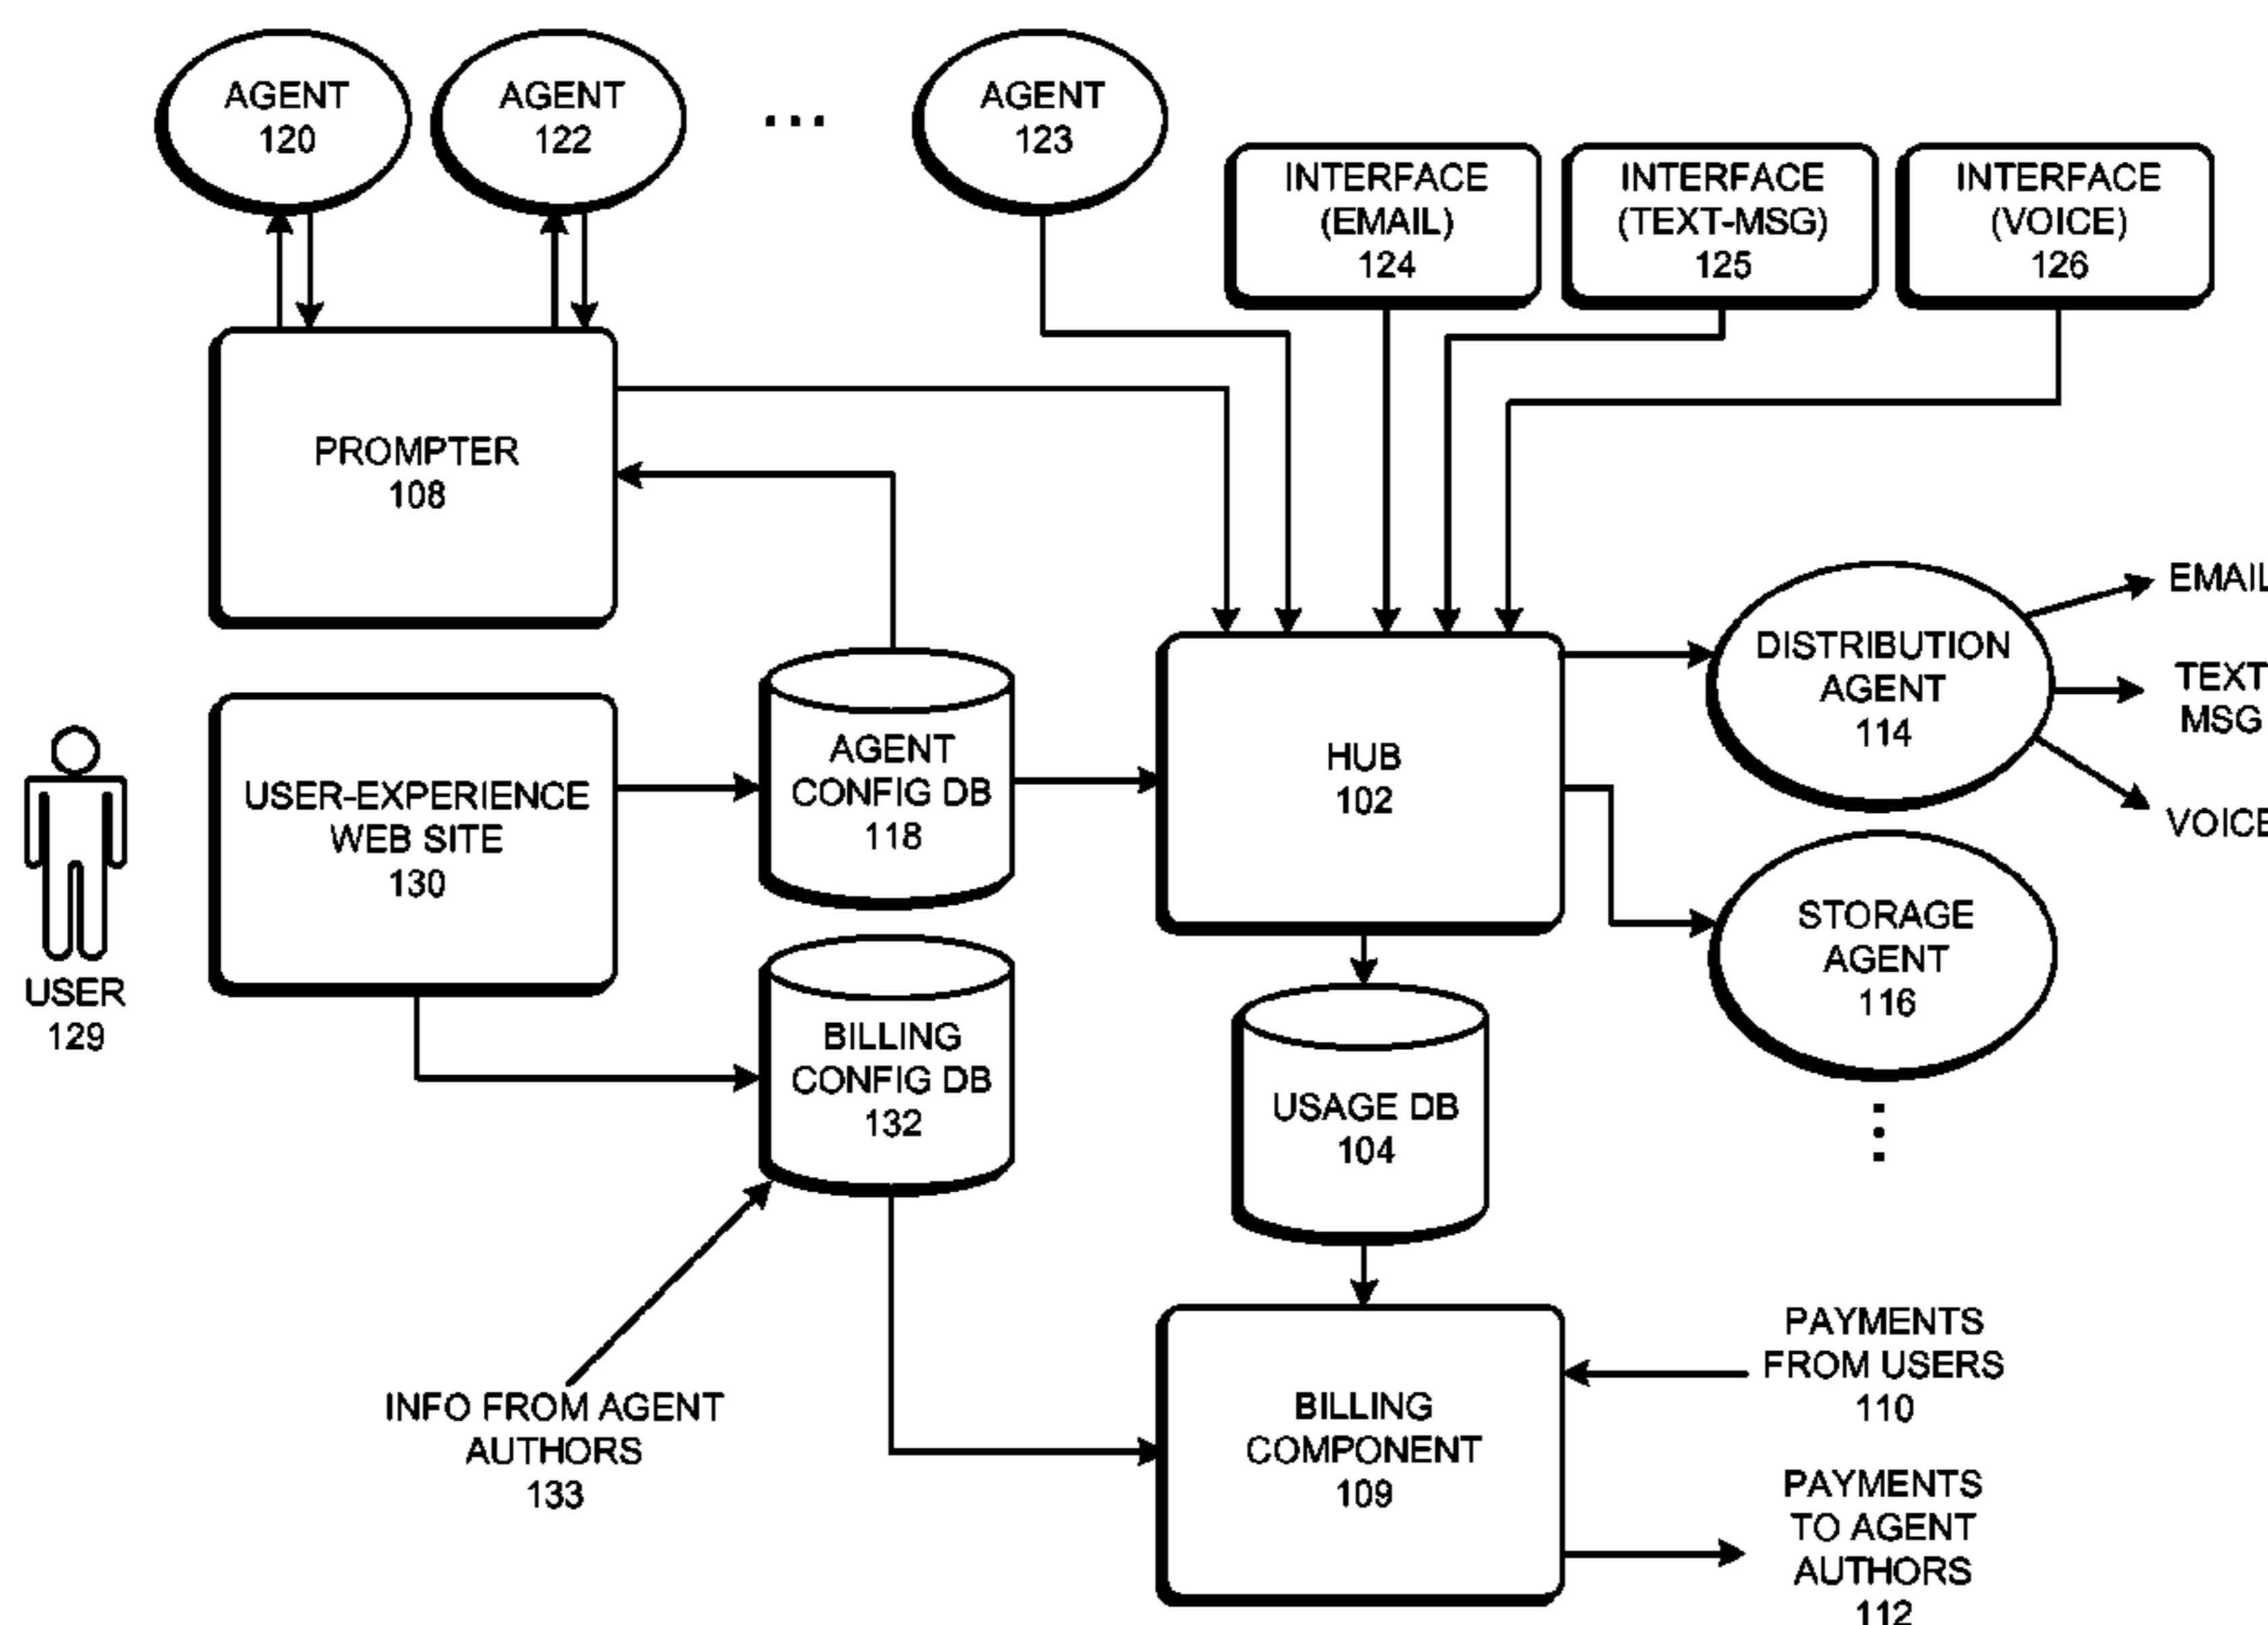 AGENT
120
AGENT
122
...
AGENT
123
INTERFACE
(EMAIL)
124
INTERFACE
(TEXT-MSG)
125
INTERFACE
(VOICE)
126
PROMPTER
108
EMAIL
DISTRIBUTION
AGENT
114
TEXT
MSG
VOICE
USER-EXPERIENCE
WEB SITE
130
AGENT
CONFIG DB
118
HUB
102
USER
129
STORAGE
AGENT
116
BILLING
CONFIG DB
132
USAGE DB
104
INFO FROM AGENT
AUTHORS
133
BILLING
COMPONENT
109
PAYMENTS
FROM USERS
110
PAYMENTS
TO AGENT
AUTHORS
112